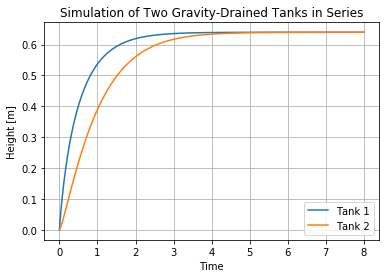 Simulation of Two Gravity-Drained Tanks in Series
Height [m]
0.6
0.5
0.4
0.3
0.2
0.1
0.0
Tank 1
Tank 2
0 1 2 3 4 5 6 7 8
Time